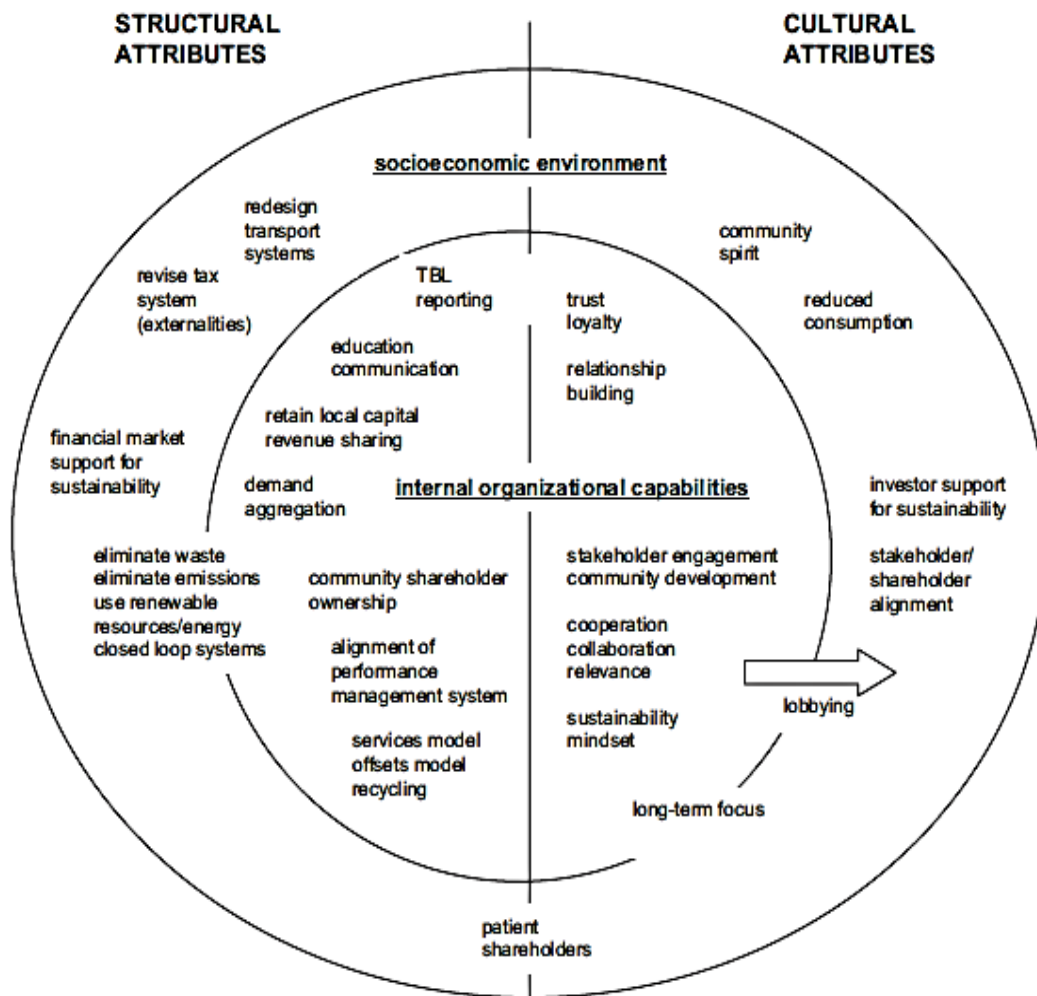 STRUCTURAL
ATTRIBUTES
CULTURAL
ATTRIBUTES
socioeconomic environment
redesign
transport
systems
community
spirit
revise tax
system
(externalities)
TBL
reporting
trust
loyalty
reduced
consumption
education
communication
relationship
building
retain local capital
revenue sharing
financial market
support for
sustainability
demand
aggregation
internal organizational capabilities
investor support
for sustainability
eliminate waste
eliminate emissions
use renewable
resources/energy
closed loop systems
community shareholder
ownership
stakeholder engagement
community development
stakeholder/
shareholder
alignment
alignment of
performance
management system
cooperation
collaboration
relevance
lobbying
services model
offsets model
recycling
sustainability
mindset
long-term focus
patient
shareholders